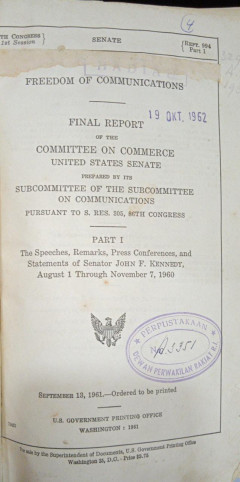 TH CONGRESS
1st Session
SENATE
REPT. 994
Part 1
FREEDOM OF COMMUNICATIONS
19 OKT. 1962
FINAL REPORT
OF THE
COMMITTEE ON COMMERCE
UNITED STATES SENATE
PREPARED BY ITS
SUBCOMMITTEE OF THE SUBCOMMITTEE
ON COMMUNICATIONS
PURSUANT TO S. RES. 305, 86TH CONGRESS
PART I
The Speeches, Remarks, Press Conferences, and
Statements of Senator JOHN F. KENNEDY,
August 1 Through November 7, 1960
PERPUSTAKAAN
DEWAN PERWAKILAN RAKJAT R.I.
SEPTEMBER 13, 1961.—Ordered to be printed
U.S. GOVERNMENT PRINTING OFFICE
WASHINGTON : 1961
sale by the Superintendent of Documents, U.S. Government Printing Office
Washington 25, D.C. - Price $3.75